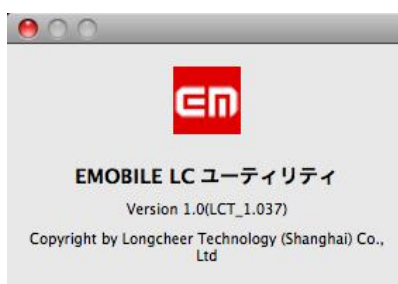 EM
EMOBILE LC ユーティリティ
Version 1.0(LCT_1.037)
Copyright by Longcheer Technology (Shanghai) Co.,
Ltd